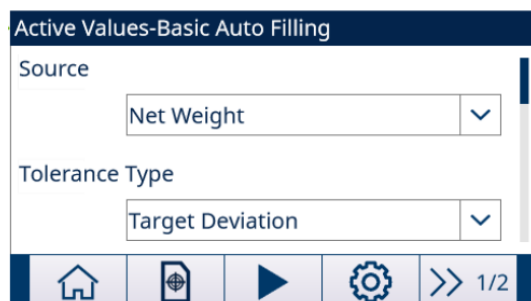 Active Values-Basic Auto Filling
Source
Net Weight
Tolerance Type
Target Deviation
1/2